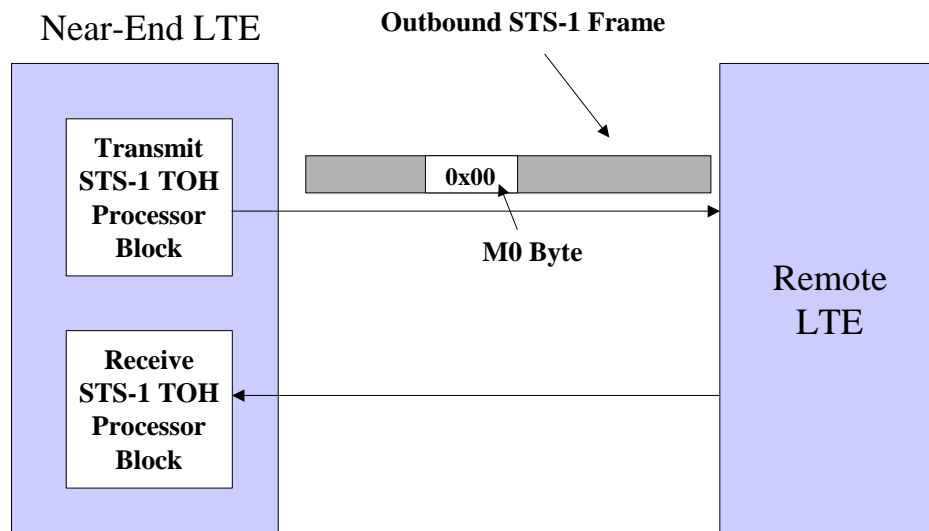 Near-End LTE
Outbound STS-1 Frame
Transmit
STS-1 TOH
Processor
Block
0x00
M0 Byte
Remote
LTE
Receive
STS-1 TOH
Processor
Block